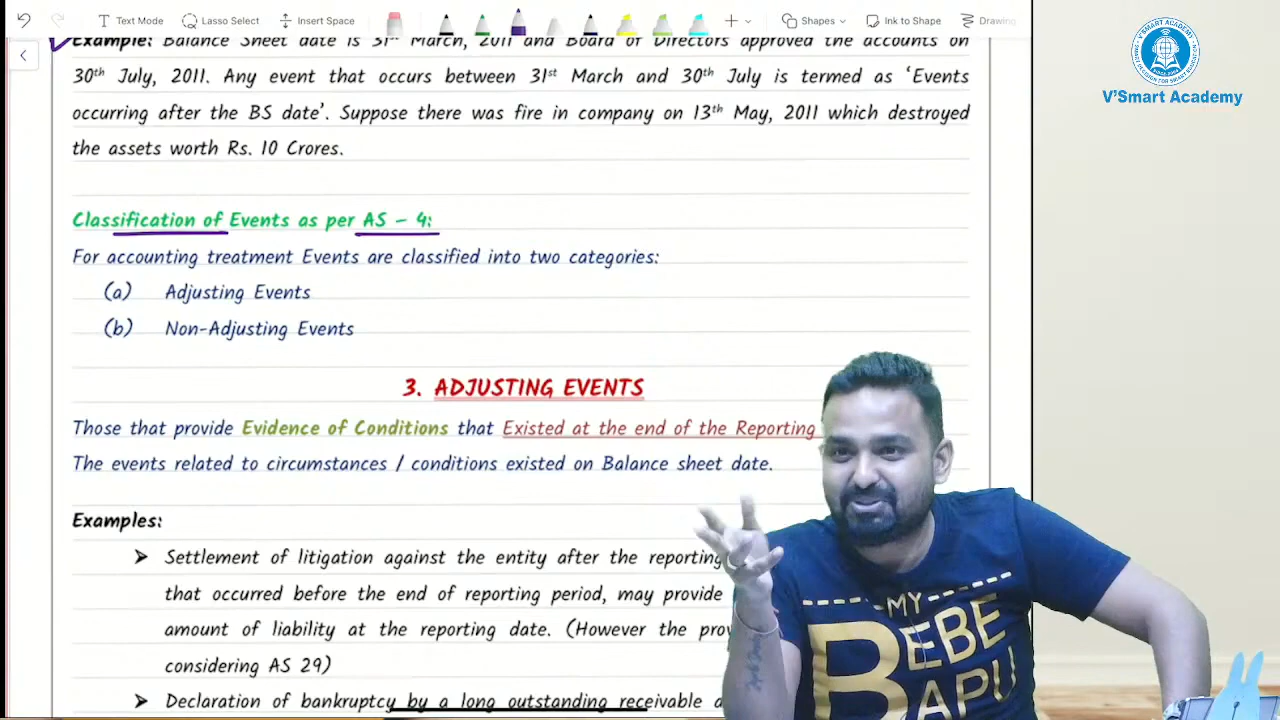 Text Mode
Lasso Select
Insert Space
Shapes
Ink to Shape
Drawing
Example: Balance Sheet date is 31st March, 2011 and Board of Directors approved the accounts on
30th July, 2011. Any event that occurs between 31st March and 30th July is termed as ‘Events
occurring after the BS date’. Suppose there was fire in company on 13th May, 2011 which destroyed
the assets worth Rs. 10 Crores.
Classification of Events as per AS – 4:
For accounting treatment Events are classified into two categories:
(a) Adjusting Events
(b) Non-Adjusting Events
3. ADJUSTING EVENTS
Those that provide Evidence of Conditions that Existed at the end of the Reporting
The events related to circumstances / conditions existed on Balance sheet date.
Examples:
➤ Settlement of litigation against the entity after the reporting
that occurred before the end of reporting period, may provide
amount of liability at the reporting date. (However the
considering AS 29)
➤ Declaration of bankruptcy by a long outstanding receivable
V'SMART ACADEMY
V'Smart Academy
MY
BEBE
BAPU